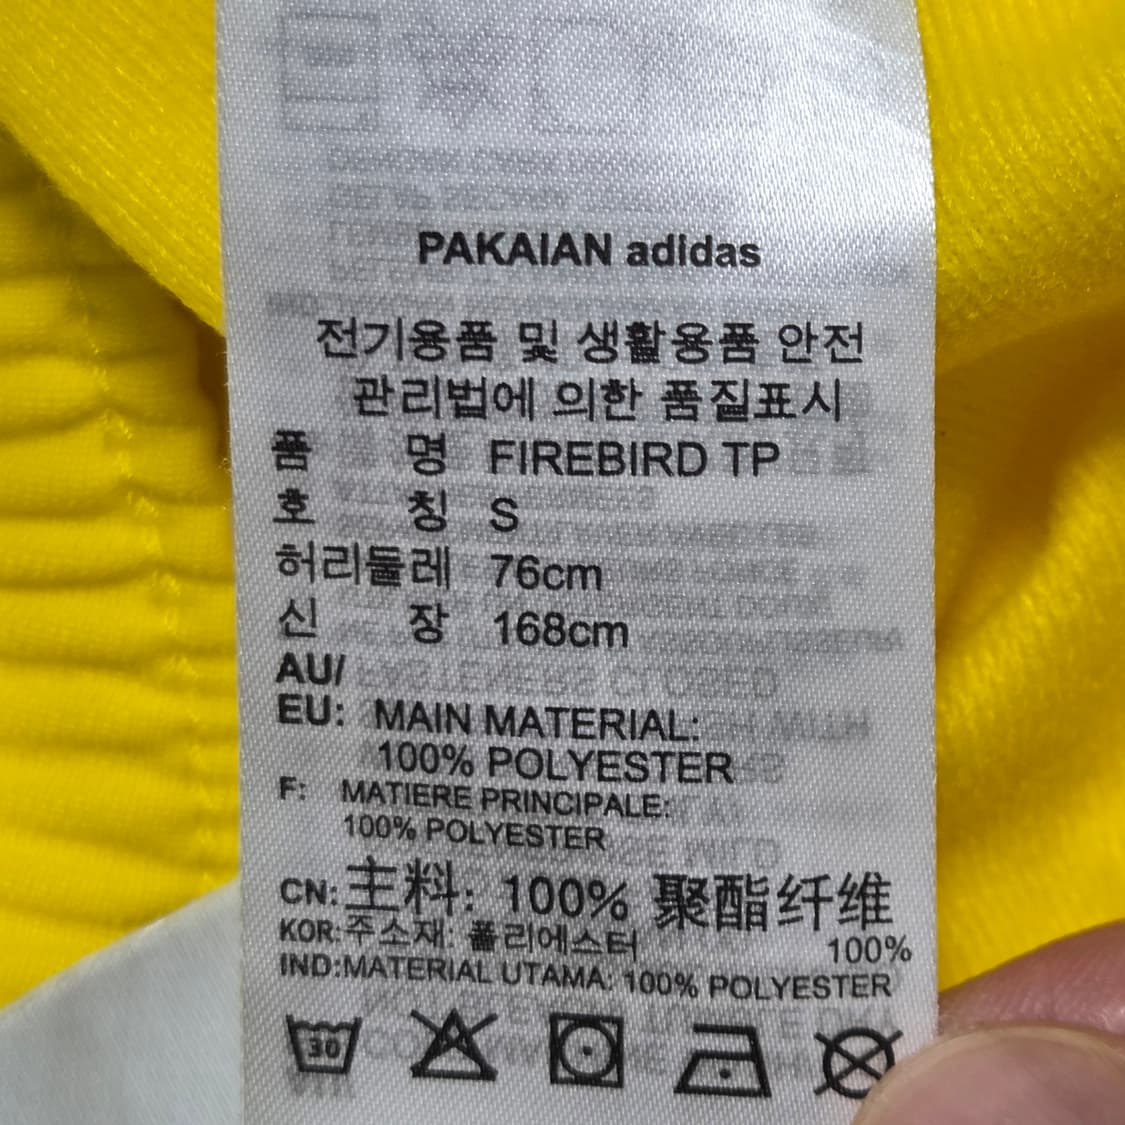 PAKAIAN adidas
전기용품 및 생활용품 안전
관리법에 의한 품질표시
품 명 FIREBIRD TP
호 칭 S
허리둘레 76cm
신 장 168cm
AU/
EU: MAIN MATERIAL:
100% POLYESTER
F: MATIERE PRINCIPALE:
100% POLYESTER
CN: 主料: 100% 聚酯纤维
KOR: 주소재: 폴리에스터
100%
IND:MATERIAL UTAMA: 100% POLYESTER
30